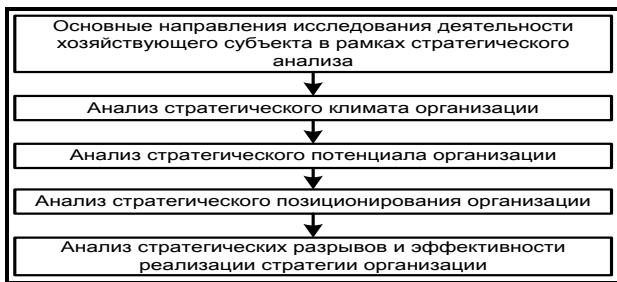 Основные направления исследования деятельности
хозяйствующего субъекта в рамках стратегического
анализа
Анализ стратегического климата организации
Анализ стратегического потенциала организации
Анализ стратегического позиционирования организации
Анализ стратегических разрывов и эффективности
реализации стратегии организации